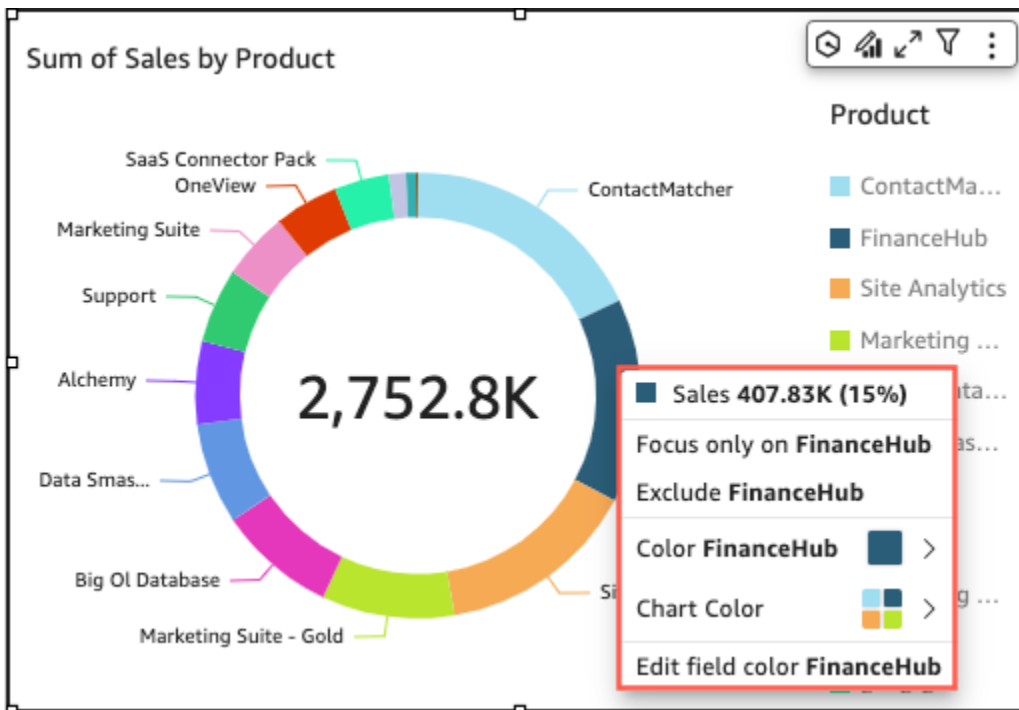 Sum of Sales by Product
Product
SaaS Connector Pack
OneView
ContactMatcher
Marketing Suite
Support
Alchemy
Data Smas...
Big Ol Database
Marketing Suite - Gold
2,752.8K
ContactMa...
FinanceHub
Site Analytics
Marketing ...
Sales 407.83K (15%)
Focus only on FinanceHub
Exclude FinanceHub
Color FinanceHub
Chart Color
Edit field color FinanceHub